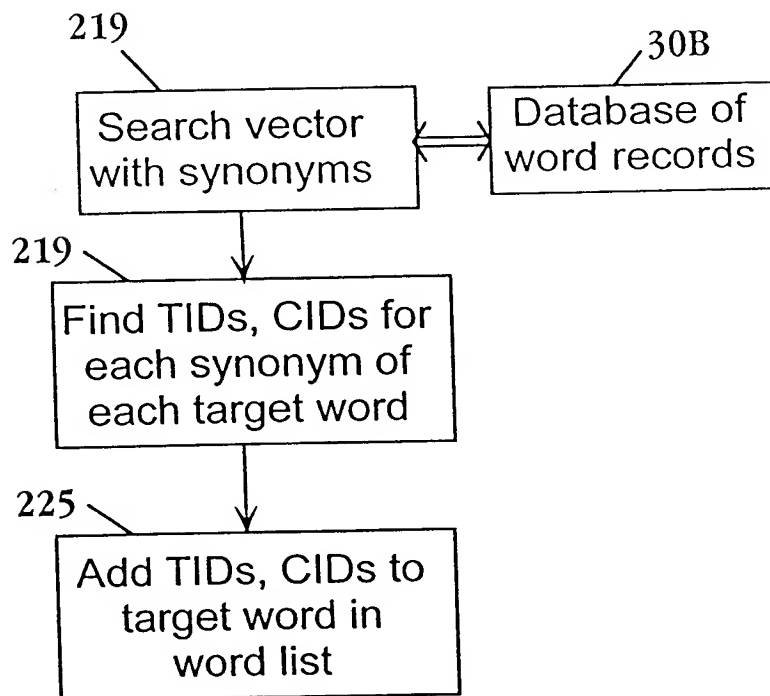 219
30B
Search vector
with synonyms
Database of
word records
219
Find TIDs, CIDs for
each synonym of
each target word
225
Add TIDs, CIDs to
target word in
word list